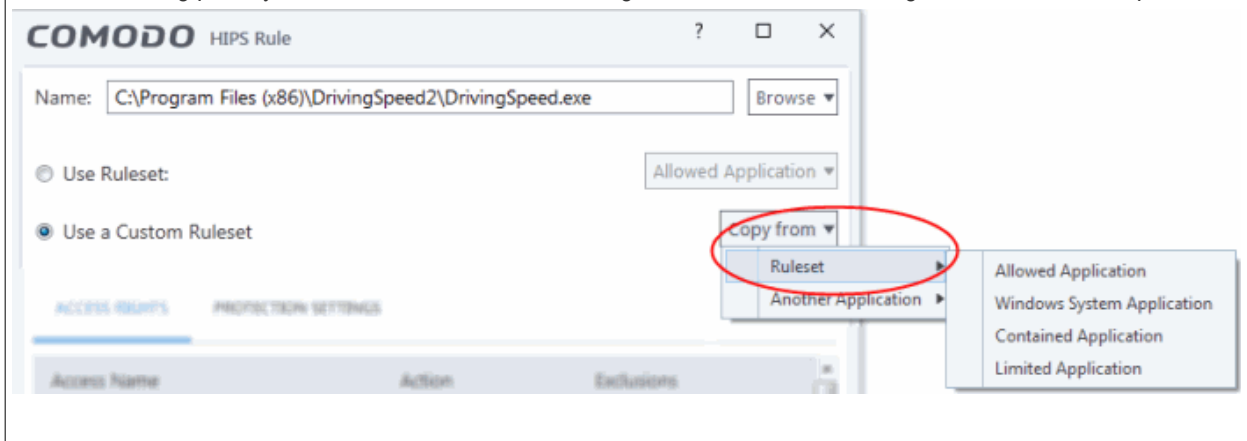 COMODO HIPS Rule ?
Name: C:\Program Files (x86)\DrivingSpeed2\DrivingSpeed.exe Browse
Use Ruleset: Allowed Application
Use a Custom Ruleset Copy from
Ruleset
Another Application
Allowed Application
Windows System Application
Contained Application
Limited Application
ACCESS RIGHTS PROTECTION SETTINGS
Access Name Action Exclusions